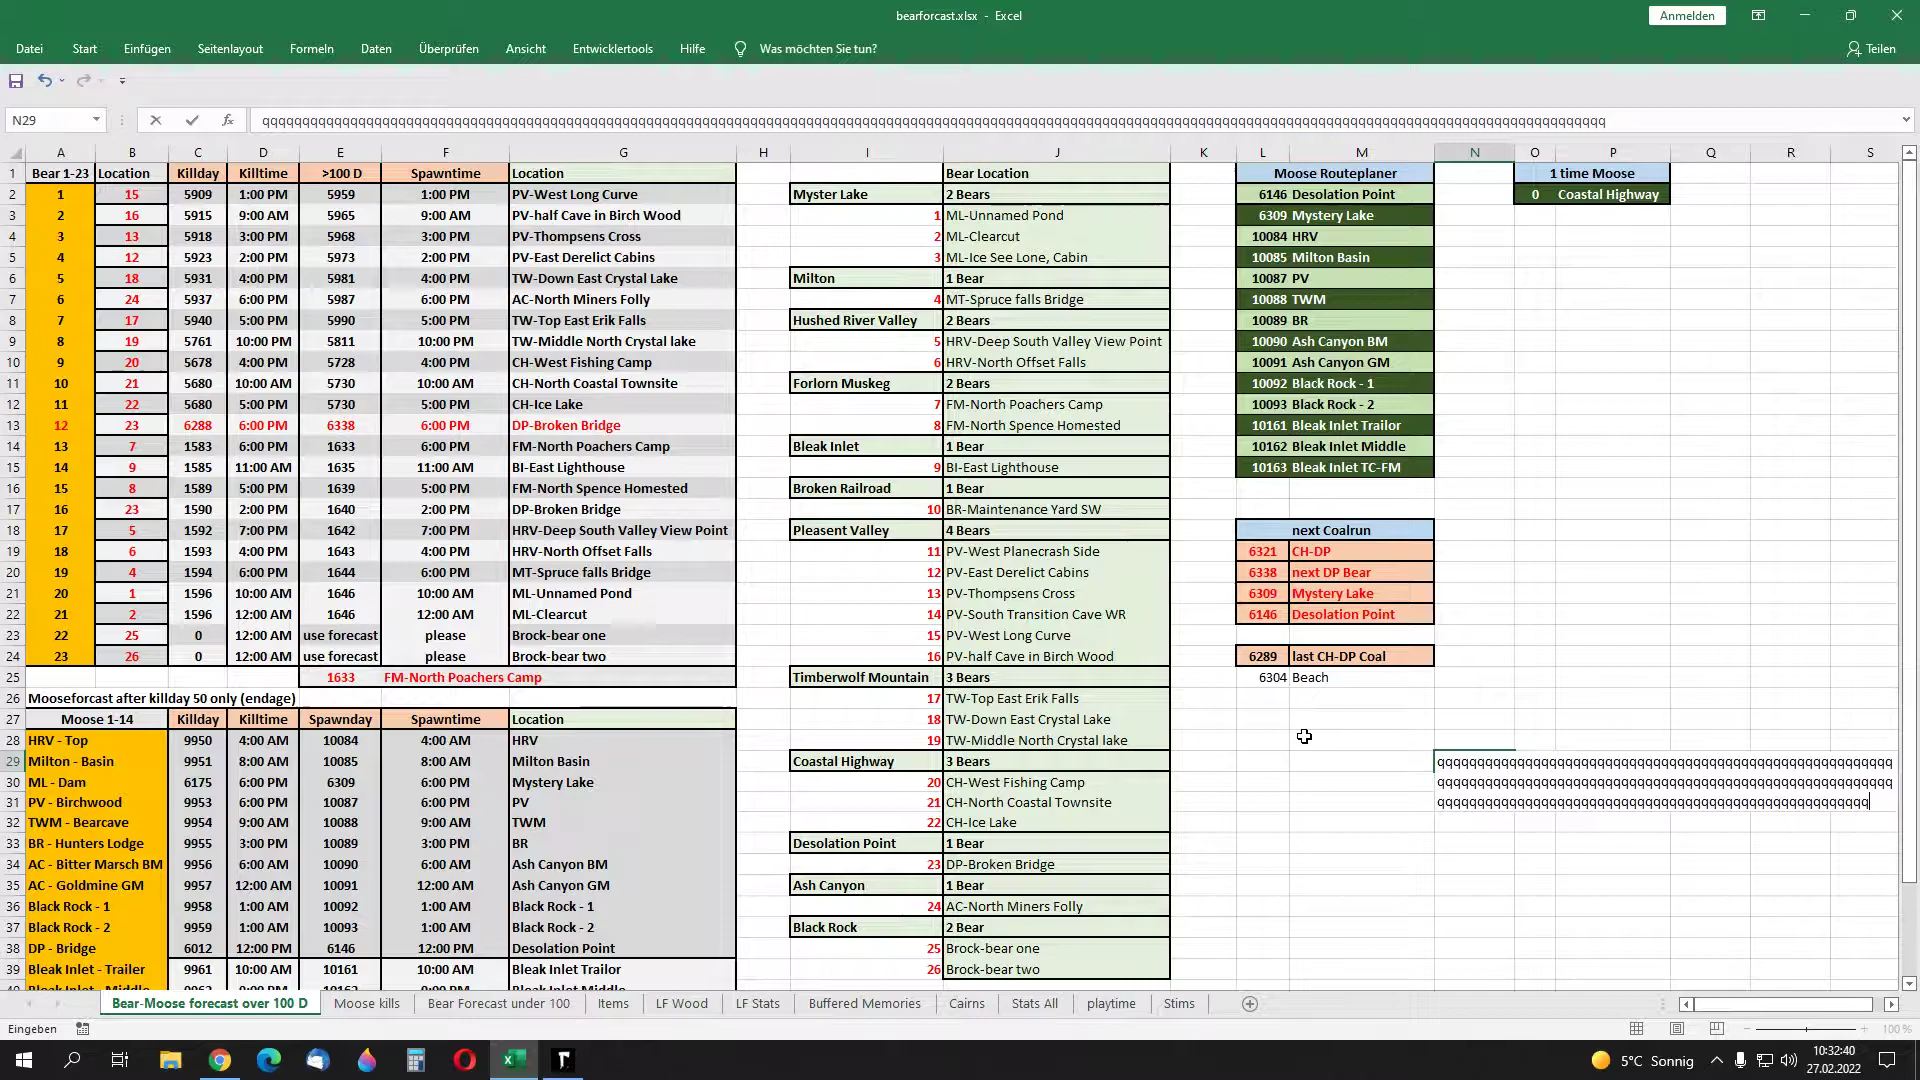 bearforcast.xlsx - Excel
Anmelden
Datei Start Einfügen Seitenlayout Formeln Daten Überprüfen Ansicht Entwicklertools Hilfe Was möchten Sie tun? Teilen
N29
A B C D E F G H I J K L M N O P Q R S
1 Bear 1-23 Location Killday Killtime >100 D Spawntime Location Bear Location Moose Routeplaner 1 time Moose
2 1 15 5909 1:00 PM 5959 1:00 PM PV-West Long Curve Myster Lake 2 Bears 6146 Desolation Point 0 Coastal Highway
3 2 16 5915 9:00 AM 5965 9:00 AM PV-half Cave in Birch Wood 1 ML-Unnamed Pond 6309 Mystery Lake
4 3 13 5918 3:00 PM 5968 3:00 PM PV-Thompsens Cross 2 ML-Clearcut 10084 HRV
5 4 12 5923 2:00 PM 5973 2:00 PM PV-East Derelict Cabins 3 ML-Ice See Lone, Cabin 10085 Milton Basin
6 5 18 5931 4:00 PM 5981 4:00 PM TW-Down East Crystal Lake Milton 1 Bear 10087 PV
7 6 24 5937 6:00 PM 5987 6:00 PM AC-North Miners Folly 4 MT-Spruce falls Bridge 10088 TWM
8 7 17 5940 5:00 PM 5990 5:00 PM TW-Top East Erik Falls Hushed River Valley 2 Bears 10089 BR
9 8 19 5761 10:00 PM 5811 10:00 PM TW-Middle North Crystal lake 5 HRV-Deep South Valley View Point 10090 Ash Canyon BM
10 9 20 5678 4:00 PM 5728 4:00 PM CH-West Fishing Camp 6 HRV-North Offset Falls 10091 Ash Canyon GM
11 10 21 5680 10:00 AM 5730 10:00 AM CH-North Coastal Townsite Forlorn Muskeg 2 Bears 10092 Black Rock - 1
12 11 22 5680 5:00 PM 5730 5:00 PM CH-Ice Lake 7 FM-North Poachers Camp 10093 Black Rock - 2
13 12 23 6288 6:00 PM 6338 6:00 PM DP-Broken Bridge 8 FM-North Spence Homested 10161 Bleak Inlet Trailor
14 13 7 1583 6:00 PM 1633 6:00 PM FM-North Poachers Camp Bleak Inlet 1 Bear 10162 Bleak Inlet Middle
15 14 9 1585 11:00 AM 1635 11:00 AM BI-East Lighthouse 9 BI-East Lighthouse 10163 Bleak Inlet TC-FM
16 15 8 1589 5:00 PM 1639 5:00 PM FM-North Spence Homested Broken Railroad 1 Bear
17 16 23 1590 2:00 PM 1640 2:00 PM DP-Broken Bridge 10 BR-Maintenance Yard SW
18 17 5 1592 7:00 PM 1642 7:00 PM HRV-Deep South Valley View Point Pleasent Valley 4 Bears next Coalrun
19 18 6 1593 4:00 PM 1643 4:00 PM HRV-North Offset Falls 11 PV-West Planecrash Side 6321 CH-DP
20 19 4 1594 6:00 PM 1644 6:00 PM MT-Spruce falls Bridge 12 PV-East Derelict Cabins 6338 next DP Bear
21 20 1 1596 10:00 AM 1646 10:00 AM ML-Unnamed Pond 13 PV-Thompsens Cross 6309 Mystery Lake
22 21 2 1596 12:00 AM 1646 12:00 AM ML-Clearcut 14 PV-South Transition Cave WR 6146 Desolation Point
23 22 25 0 12:00 AM use forecast please Brock-bear one 15 PV-West Long Curve
24 23 26 0 12:00 AM use forecast please Brock-bear two 16 PV-half Cave in Birch Wood 6289 last CH-DP Coal
25 1633 FM-North Poachers Camp Timberwolf Mountain 3 Bears 6304 Beach
26 Mooseforcast after killday 50 only (endage) 17 TW-Top East Erik Falls
27 Moose 1-14 Killday Killtime Spawnday Spawntime Location 18 TW-Down East Crystal Lake
28 HRV - Top 9950 4:00 AM 10084 4:00 AM HRV 19 TW-Middle North Crystal lake
29 Milton - Basin 9951 8:00 AM 10085 8:00 AM Milton Basin Coastal Highway 3 Bears
30 ML - Dam 6175 6:00 PM 6309 6:00 PM Mystery Lake 20 CH-West Fishing Camp
31 PV - Birchwood 9953 6:00 PM 10087 6:00 PM PV 21 CH-North Coastal Townsite
32 TWM - Bearcave 9954 9:00 AM 10088 9:00 AM TWM 22 CH-Ice Lake
33 BR - Hunters Lodge 9955 3:00 PM 10089 3:00 PM BR Desolation Point 1 Bear
34 AC - Bitter Marsch BM 9956 6:00 AM 10090 6:00 AM Ash Canyon BM 23 DP-Broken Bridge
35 AC - Goldmine GM 9957 12:00 AM 10091 12:00 AM Ash Canyon GM Ash Canyon 1 Bear
36 Black Rock - 1 9958 1:00 AM 10092 1:00 AM Black Rock - 1 24 AC-North Miners Folly
37 Black Rock - 2 9959 1:00 AM 10093 1:00 AM Black Rock - 2 Black Rock 2 Bear
38 DP - Bridge 6012 12:00 PM 6146 12:00 PM Desolation Point 25 Brock-bear one
39 Bleak Inlet - Trailer 9961 10:00 AM 10161 10:00 AM Bleak Inlet Trailor 26 Brock-bear two
Bear-Moose forecast over 100 D Moose kills Bear Forecast under 100 Items LF Wood LF Stats Buffered Memories Cairns Stats All playtime Stims
Eingeben 100 %
5°C Sonnig 10:32:40
27.02.2022